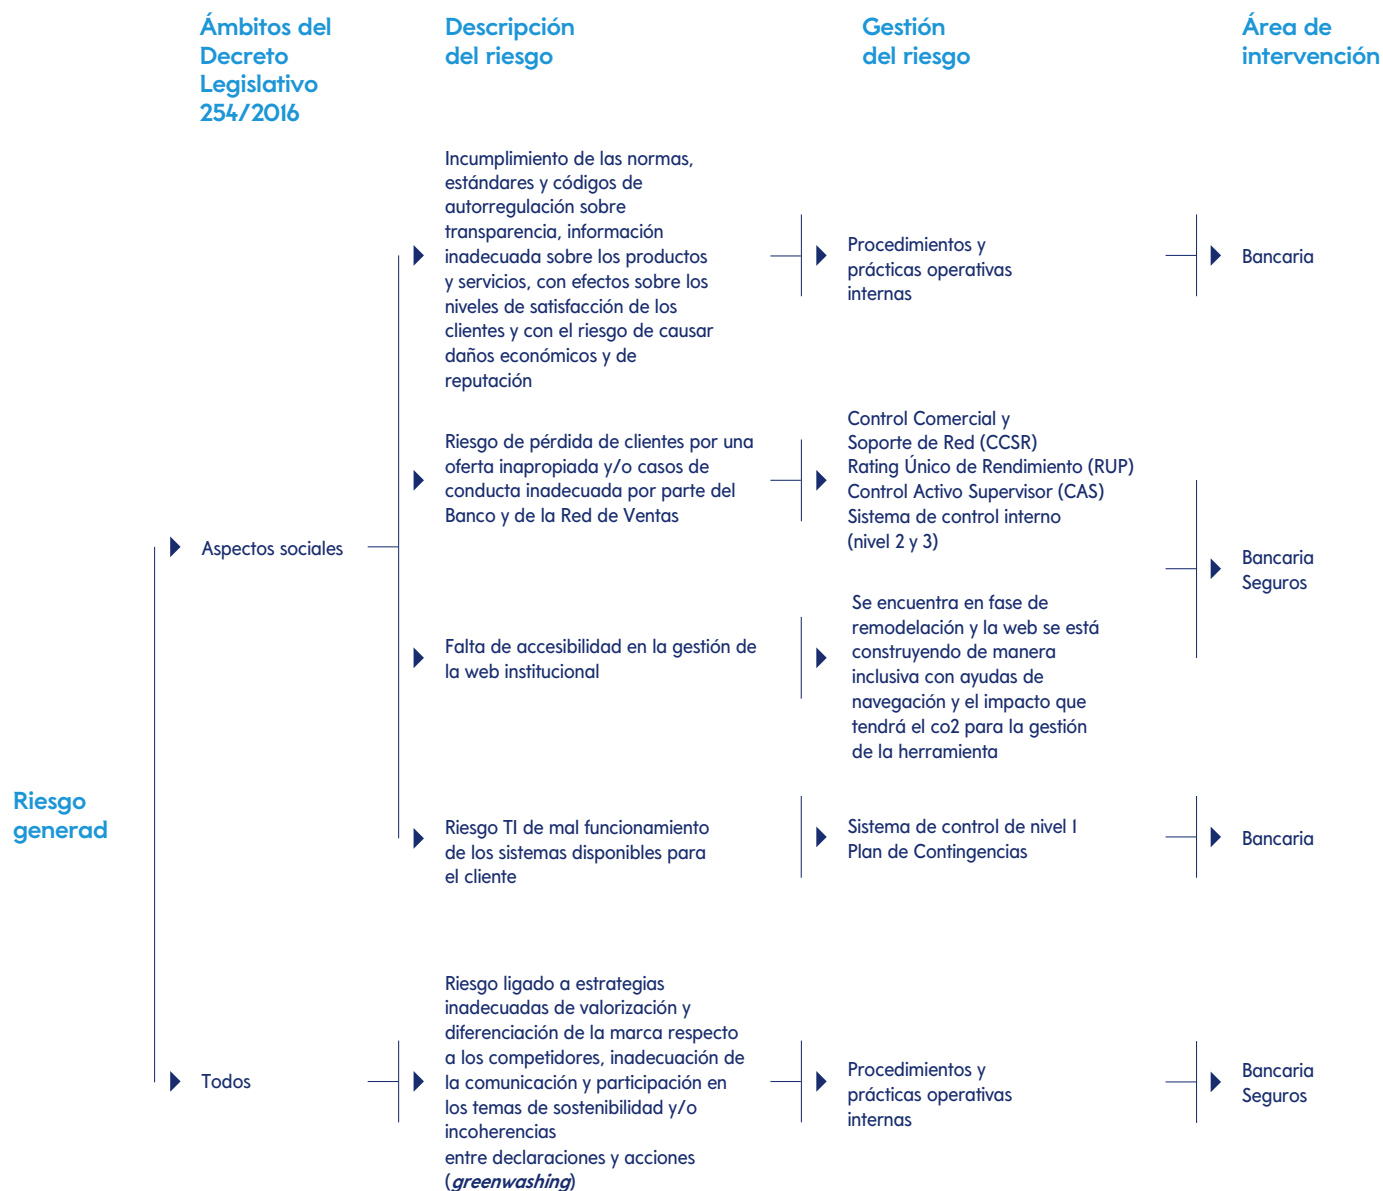 Ámbitos del
Decreto
Legislativo
254/2016
Descripción
del riesgo
Gestión
del riesgo
Área de
intervención
Riesgo
generad
Aspectos sociales
Incumplimiento de las normas,
estándares y códigos de
autorregulación sobre
transparencia, información
inadecuada sobre los productos
y servicios, con efectos sobre los
niveles de satisfacción de los
clientes y con el riesgo de causar
daños económicos y de
reputación
Procedimientos y
prácticas operativas
internas
Bancaria
Riesgo de pérdida de clientes por una
oferta inapropiada y/o casos de
conducta inadecuada por parte del
Banco y de la Red de Ventas
Control Comercial y
Soporte de Red (CCSR)
Rating Único de Rendimiento (RUP)
Control Activo Supervisor (CAS)
Sistema de control interno
(nivel 2 y 3)
Bancaria
Seguros
Falta de accesibilidad en la gestión de
la web institucional
Se encuentra en fase de
remodelación y la web se está
construyendo de manera
inclusiva con ayudas de
navegación y el impacto que
tendrá el co2 para la gestión
de la herramienta
Riesgo TI de mal funcionamiento
de los sistemas disponibles para
el cliente
Sistema de control de nivel 1
Plan de Contingencias
Bancaria
Todos
Riesgo ligado a estrategias
inadecuadas de valorización y
diferenciación de la marca respecto
a los competidores, inadecuación de
la comunicación y participación en
los temas de sostenibilidad y/o
incoherencias
entre declaraciones y acciones
(greenwashing)
Procedimientos y
prácticas operativas
internas
Bancaria
Seguros